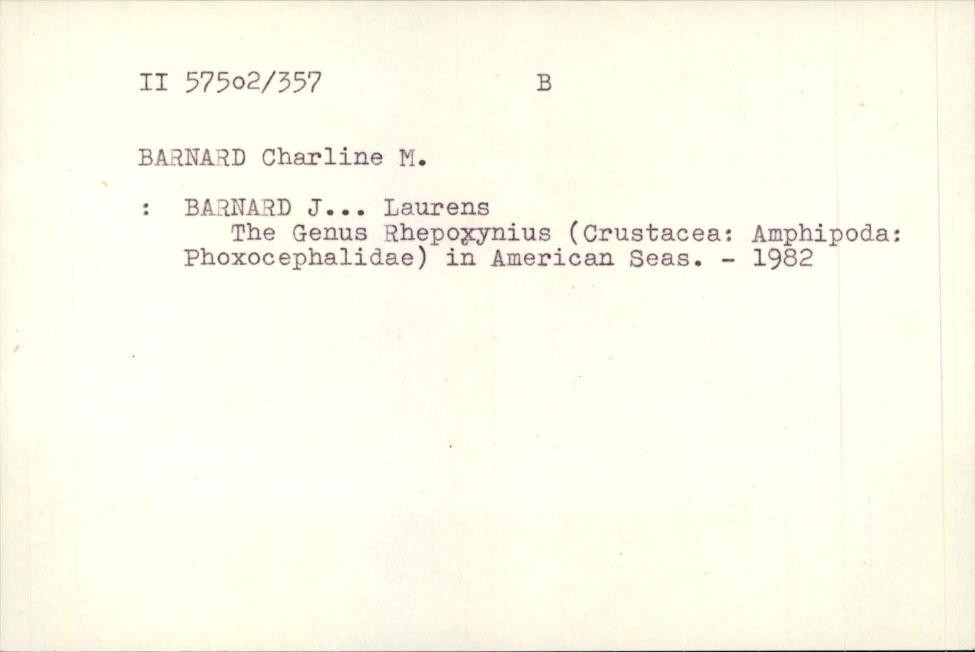 II 57502/357 B
BARNARD Charline M.
: BARNARD J... Laurens
The Genus Rhepoxynius (Crustacea: Amphipoda:
Phoxocephalidae) in American Seas. - 1982